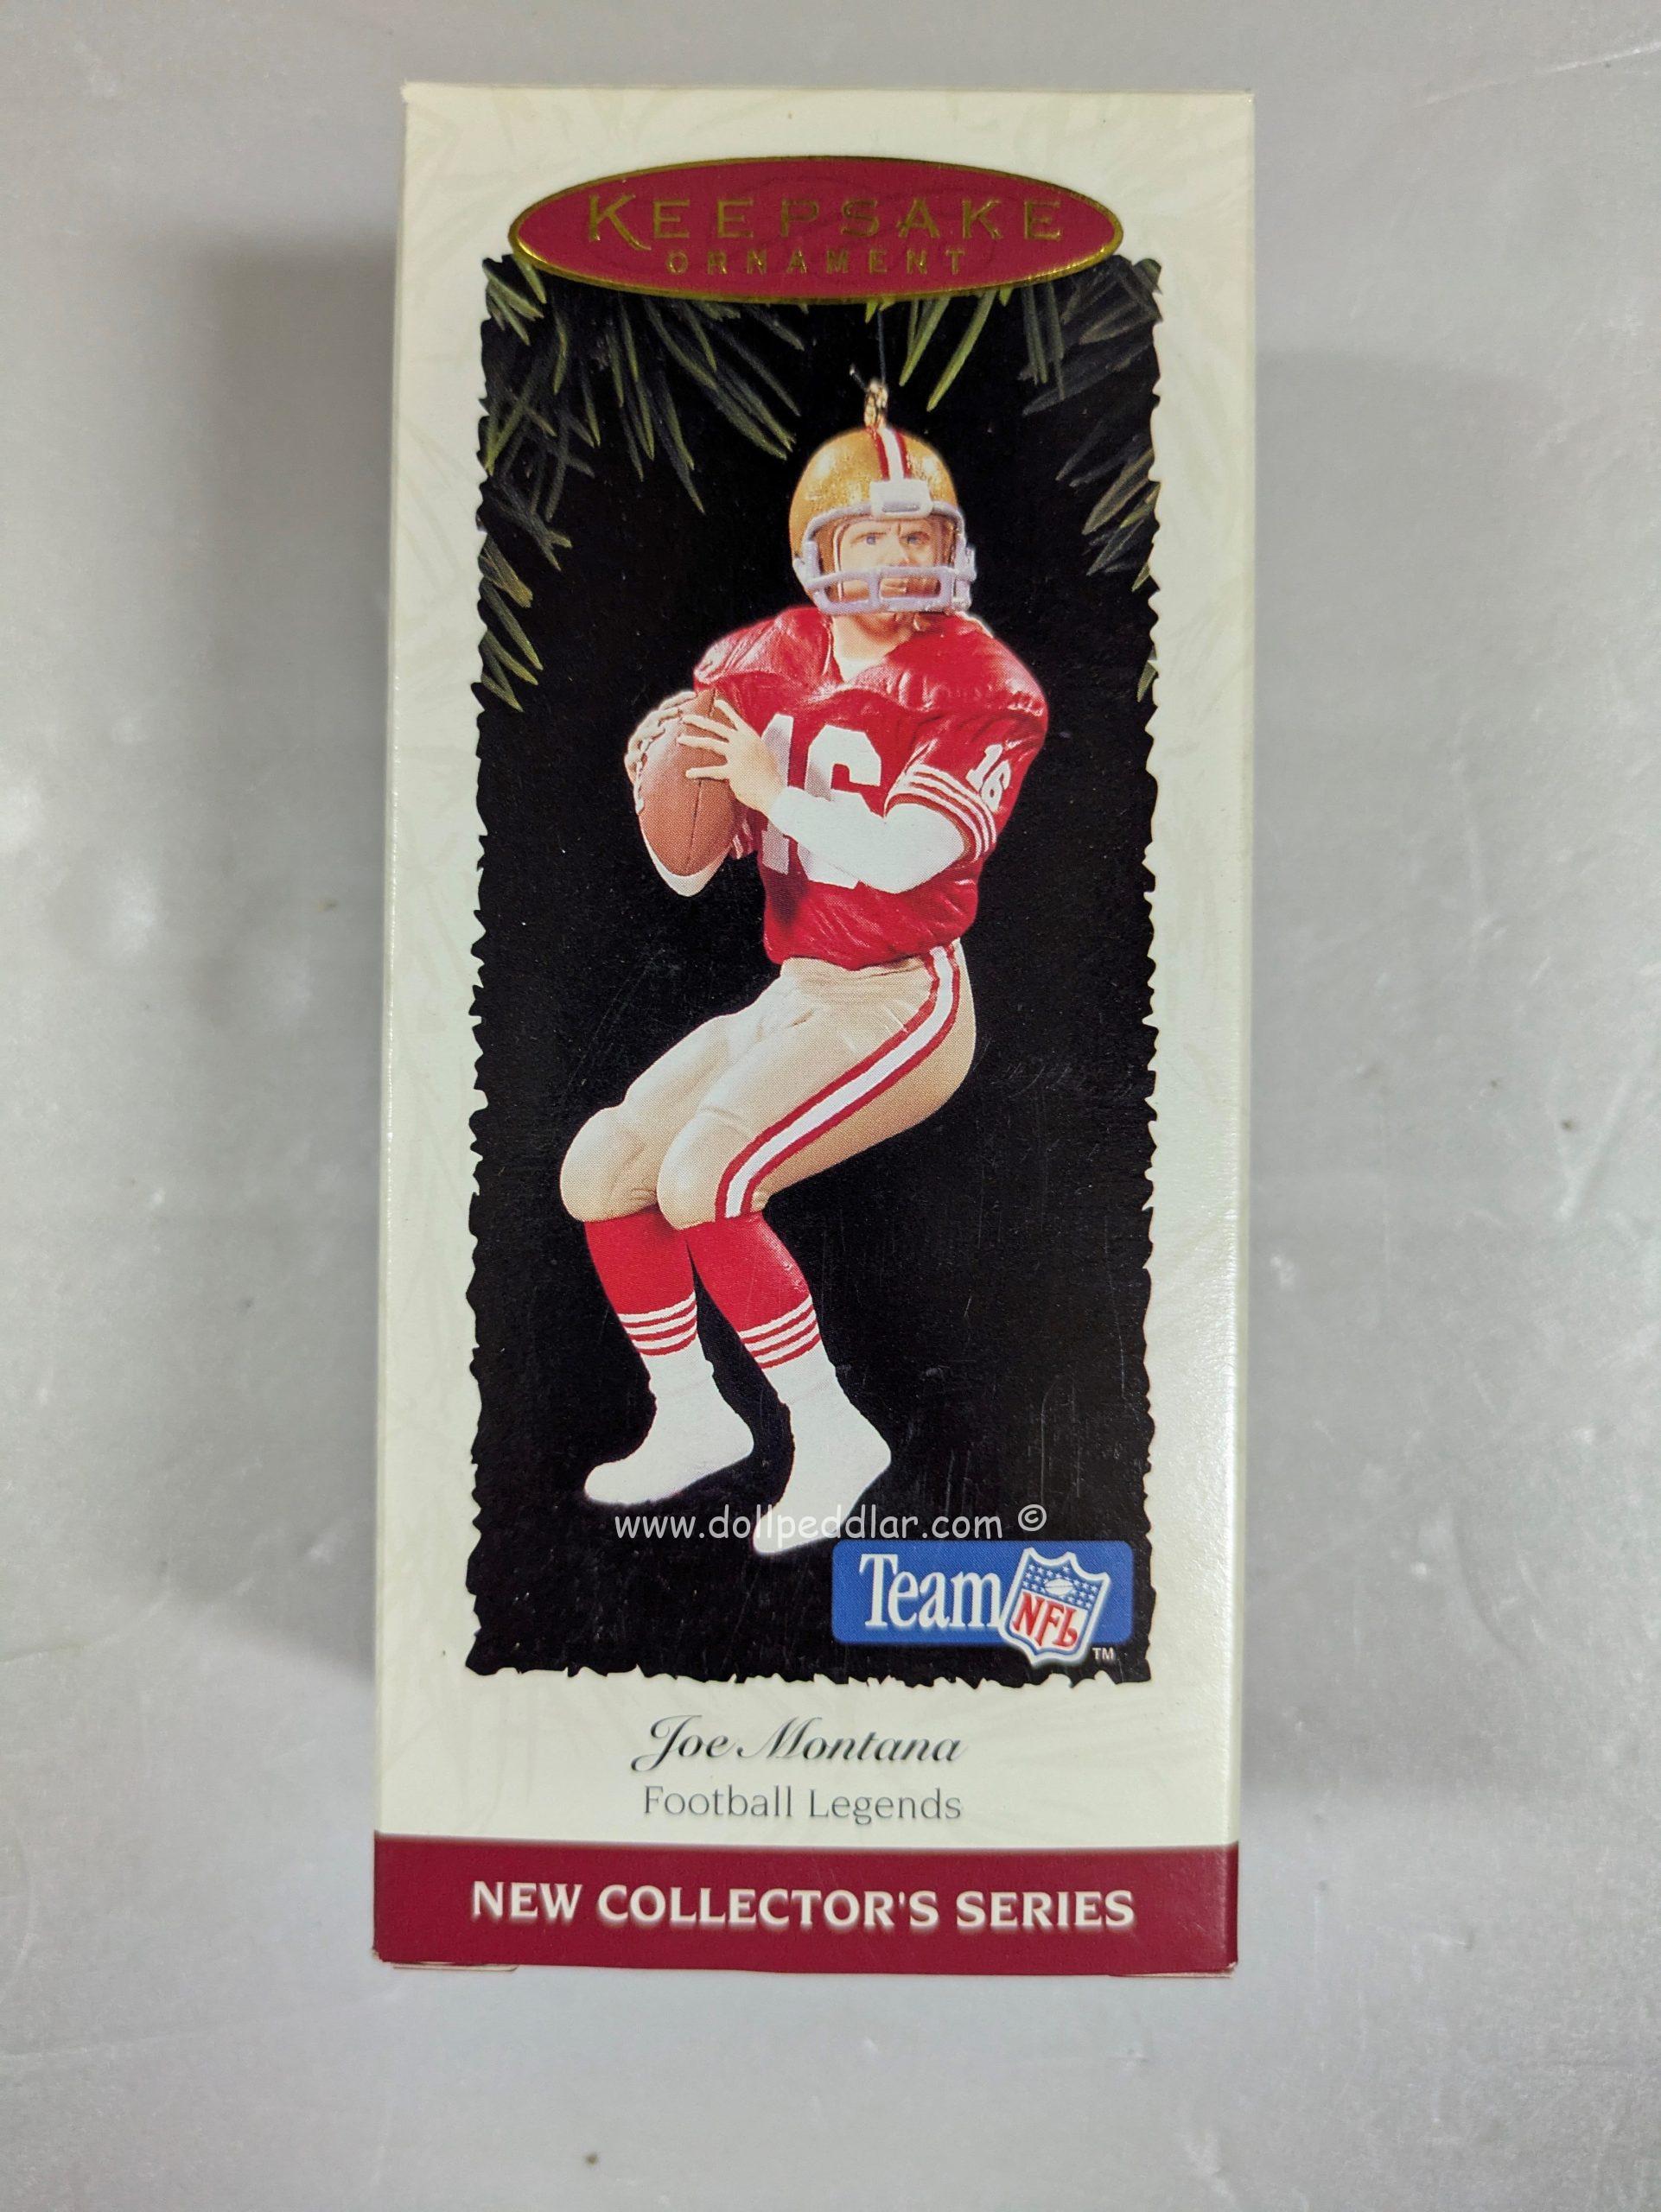 KEEPSAKE
ORNAMENT
16
16
www.dollpeddlar.com ©
Team NFL ™
Joe Montana
Football Legends
NEW COLLECTOR'S SERIES